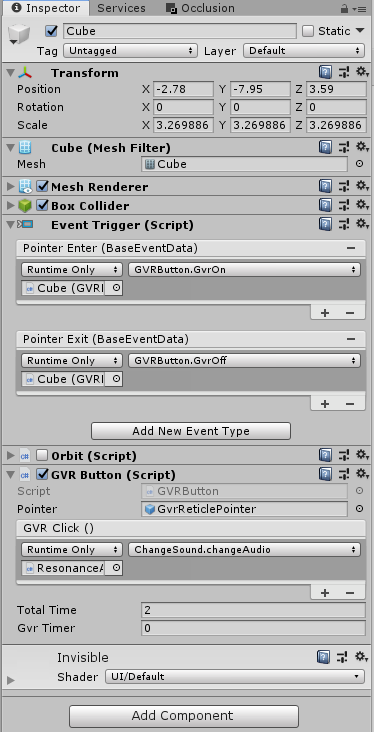 Inspector Services Occlusion
Cube Static
Tag Untagged Layer Default
Transform
Position X -2.78 Y -7.95 Z 3.59
Rotation X 0 Y 0 Z 0
Scale X 3.269886 Y 3.269886 Z 3.269886
Cube (Mesh Filter)
Mesh Cube
Mesh Renderer
Box Collider
Event Trigger (Script)
Pointer Enter (BaseEventData)
Runtime Only GVRButton.GvrOn
Cube (GVRI
Pointer Exit (BaseEventData)
Runtime Only GVRButton.GvrOff
Cube (GVRI
Add New Event Type
Orbit (Script)
GVR Button (Script)
Script GVRButton
Pointer GvrReticlePointer
GVR Click ()
Runtime Only ChangeSound.changeAudio
ResonanceA
Total Time 2
Gvr Timer 0
Invisible
Shader UI/Default
Add Component